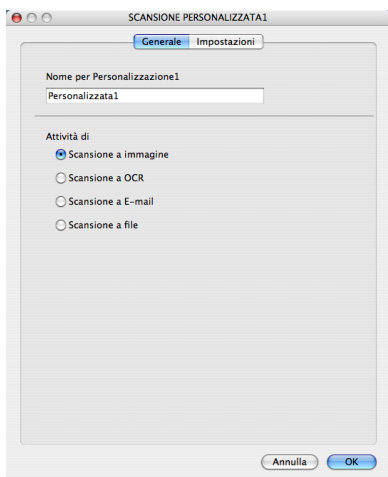 SCANSIONE PERSONALIZZATA1
Generale Impostazioni
Nome per Personalizzazione1
Personalizzata1
Attività di
Scansione a immagine
Scansione a OCR
Scansione a E-mail
Scansione a file
Annulla OK